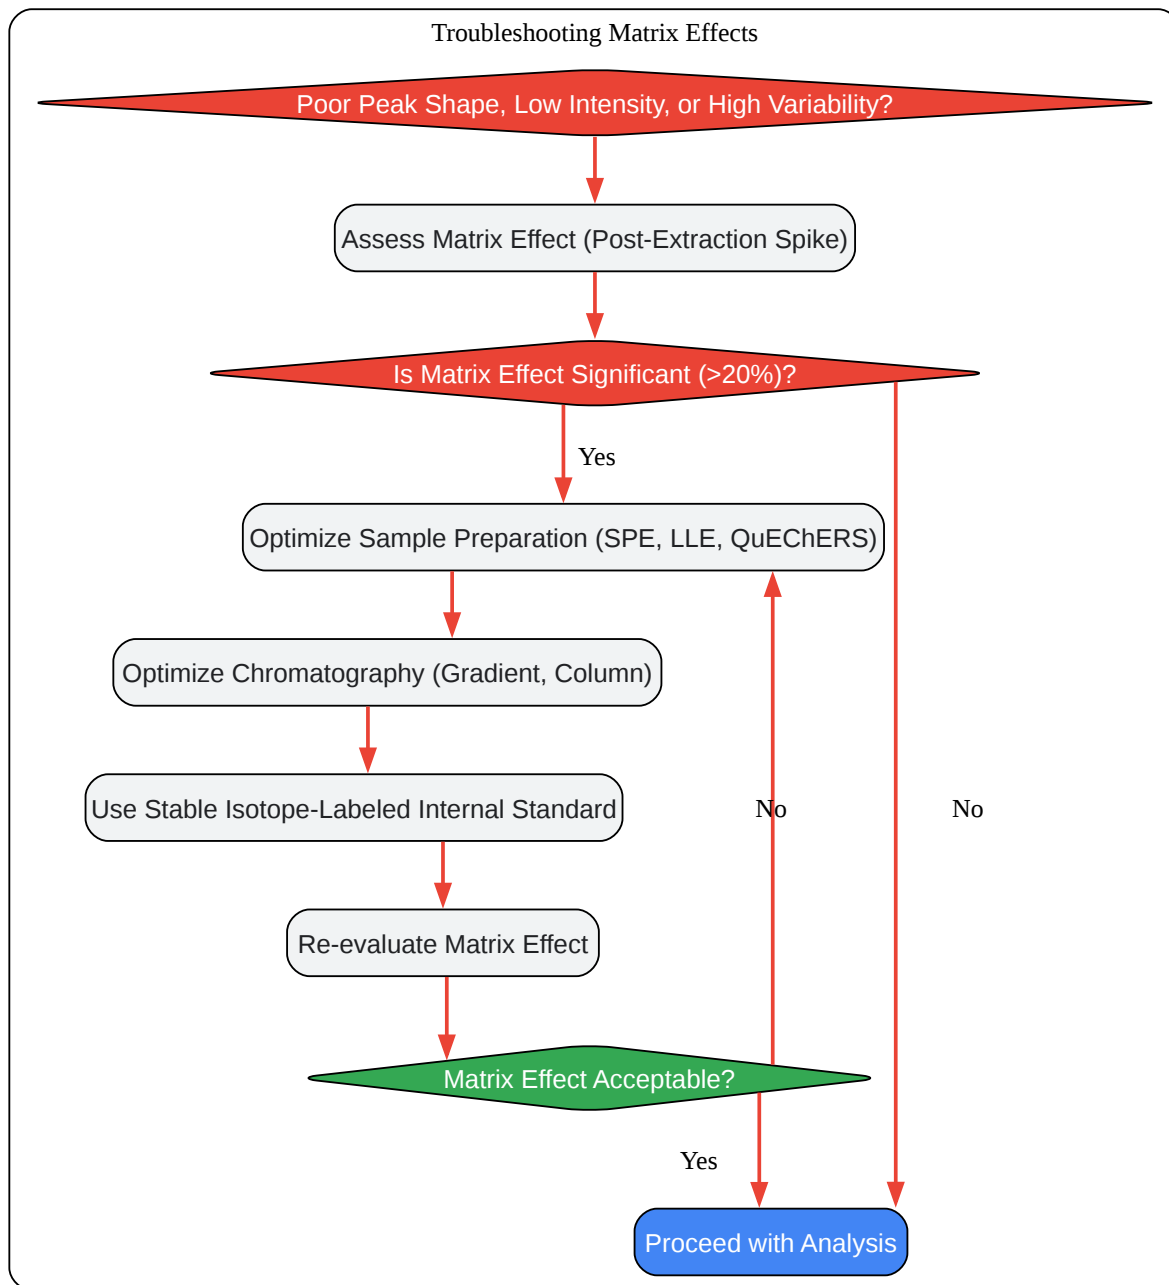 Troubleshooting Matrix Effects
Poor Peak Shape, Low Intensity, or High Variability?
Assess Matrix Effect (Post-Extraction Spike)
Is Matrix Effect Significant (>20%)?
Yes
Optimize Sample Preparation (SPE, LLE, QuEChERS)
Optimize Chromatography (Gradient, Column)
Use Stable Isotope-Labeled Internal Standard
No
No
Re-evaluate Matrix Effect
Matrix Effect Acceptable?
Yes
Proceed with Analysis